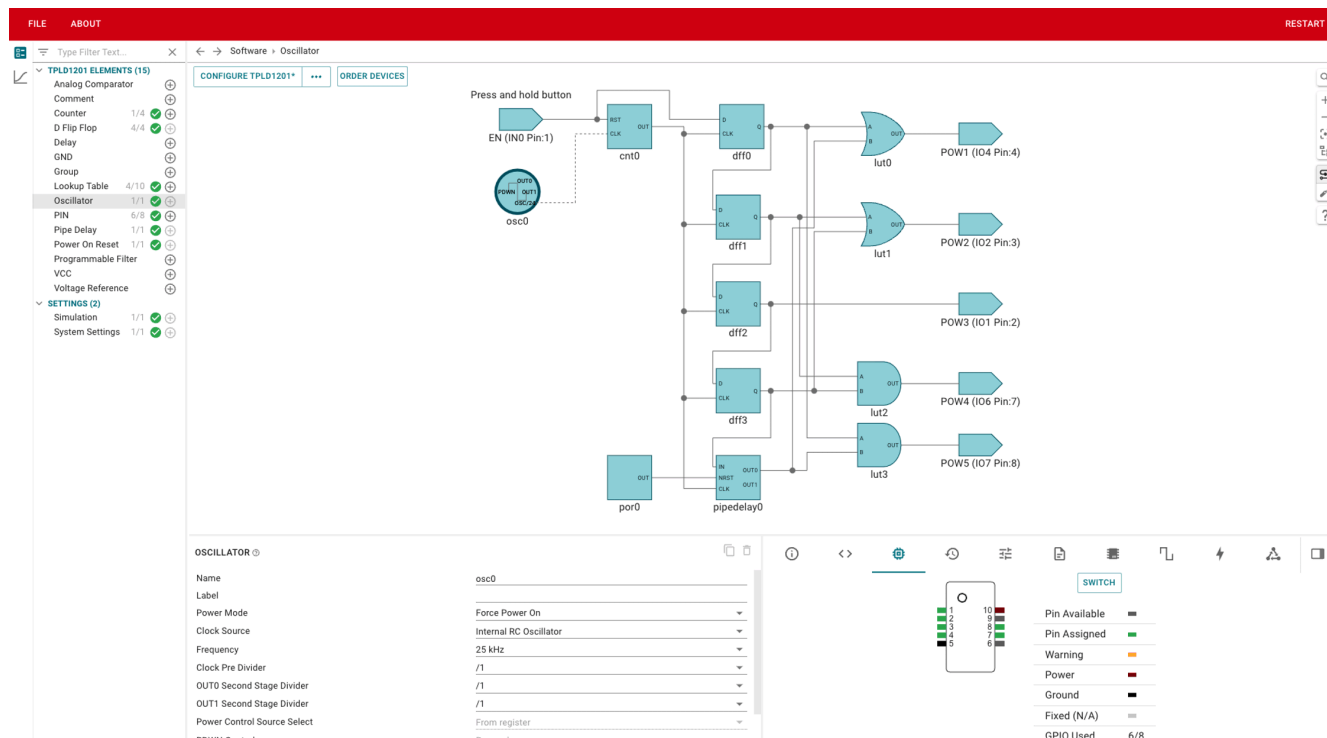 FILE ABOUT RESTART
Type Filter Text...
Software › Oscillator
TPLD1201 ELEMENTS (15)
Analog Comparator
Comment
Counter 1/4
D Flip Flop 4/4
Delay
GND
Group
Lookup Table 4/10
Oscillator 1/1
PIN 6/8
Pipe Delay 1/1
Power On Reset 1/1
Programmable Filter
VCC
Voltage Reference
SETTINGS (2)
Simulation 1/1
System Settings 1/1
CONFIGURE TPLD1201* ••• ORDER DEVICES
Press and hold button
EN (IN0 Pin:1)
RST
OUT
CLK
cnt0
D
Q
CLK
dff0
A
OUT
B
lut0
POW1 (IO4 Pin:4)
OUT0
PDWN OUT1
OSC/24
osc0
D
Q
CLK
dff1
A
OUT
B
lut1
POW2 (IO2 Pin:3)
D
Q
CLK
dff2
POW3 (IO1 Pin:2)
D
Q
CLK
dff3
A
OUT
B
lut2
POW4 (IO6 Pin:7)
A
OUT
B
lut3
POW5 (IO7 Pin:8)
OUT
por0
IN
OUT0
NRST
OUT1
CLK
pipedelay0
OSCILLATOR
Name osc0
Label
Power Mode Force Power On
Clock Source Internal RC Oscillator
Frequency 25 kHz
Clock Pre Divider /1
OUT0 Second Stage Divider /1
OUT1 Second Stage Divider /1
Power Control Source Select From register
SWITCH
1 10
2 9
3 8
4 7
5 6
Pin Available
Pin Assigned
Warning
Power
Ground
Fixed (N/A)
GPIO Used 6/8